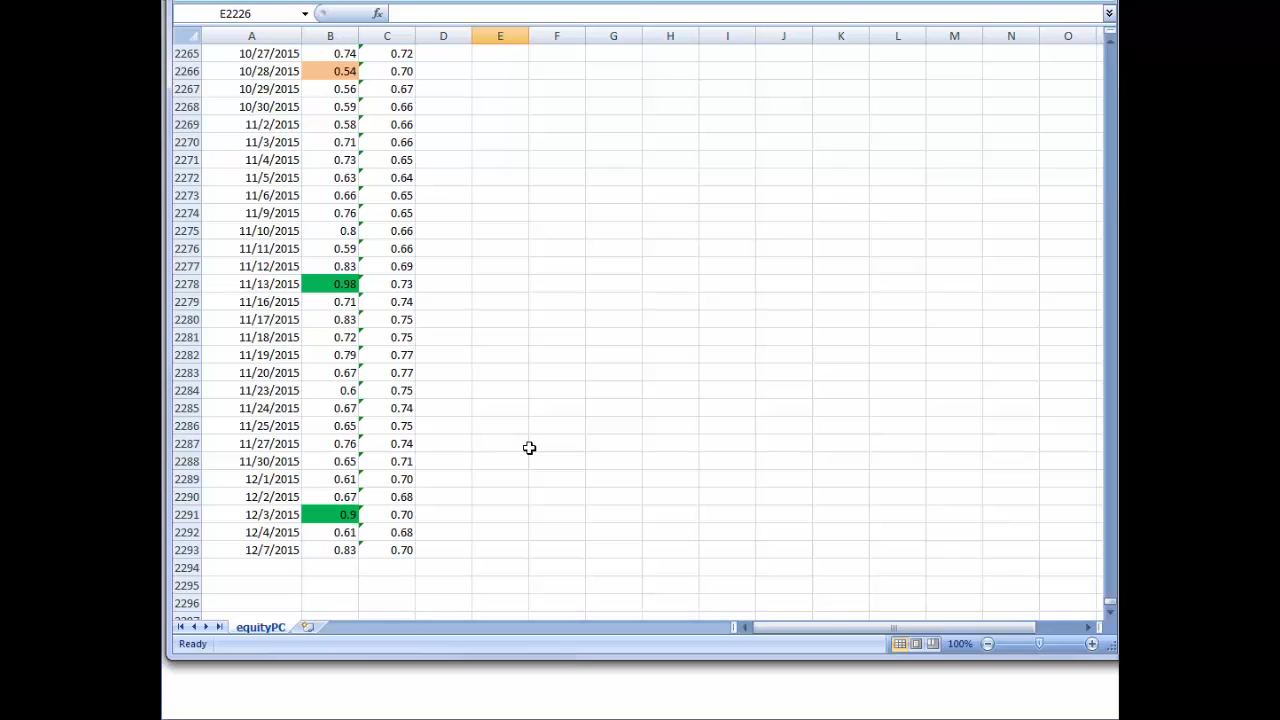 E2226
fx
A B C D E F G H I J K L M N O
2265 10/27/2015 0.74 0.72
2266 10/28/2015 0.54 0.70
2267 10/29/2015 0.56 0.67
2268 10/30/2015 0.59 0.66
2269 11/2/2015 0.58 0.66
2270 11/3/2015 0.71 0.66
2271 11/4/2015 0.73 0.65
2272 11/5/2015 0.63 0.64
2273 11/6/2015 0.66 0.65
2274 11/9/2015 0.76 0.65
2275 11/10/2015 0.8 0.66
2276 11/11/2015 0.59 0.66
2277 11/12/2015 0.83 0.69
2278 11/13/2015 0.98 0.73
2279 11/16/2015 0.71 0.74
2280 11/17/2015 0.83 0.75
2281 11/18/2015 0.72 0.75
2282 11/19/2015 0.79 0.77
2283 11/20/2015 0.67 0.77
2284 11/23/2015 0.6 0.75
2285 11/24/2015 0.67 0.74
2286 11/25/2015 0.65 0.75
2287 11/27/2015 0.76 0.74
2288 11/30/2015 0.65 0.71
2289 12/1/2015 0.61 0.70
2290 12/2/2015 0.67 0.68
2291 12/3/2015 0.9 0.70
2292 12/4/2015 0.61 0.68
2293 12/7/2015 0.83 0.70
2294
2295
2296
equityPC
Ready 100%